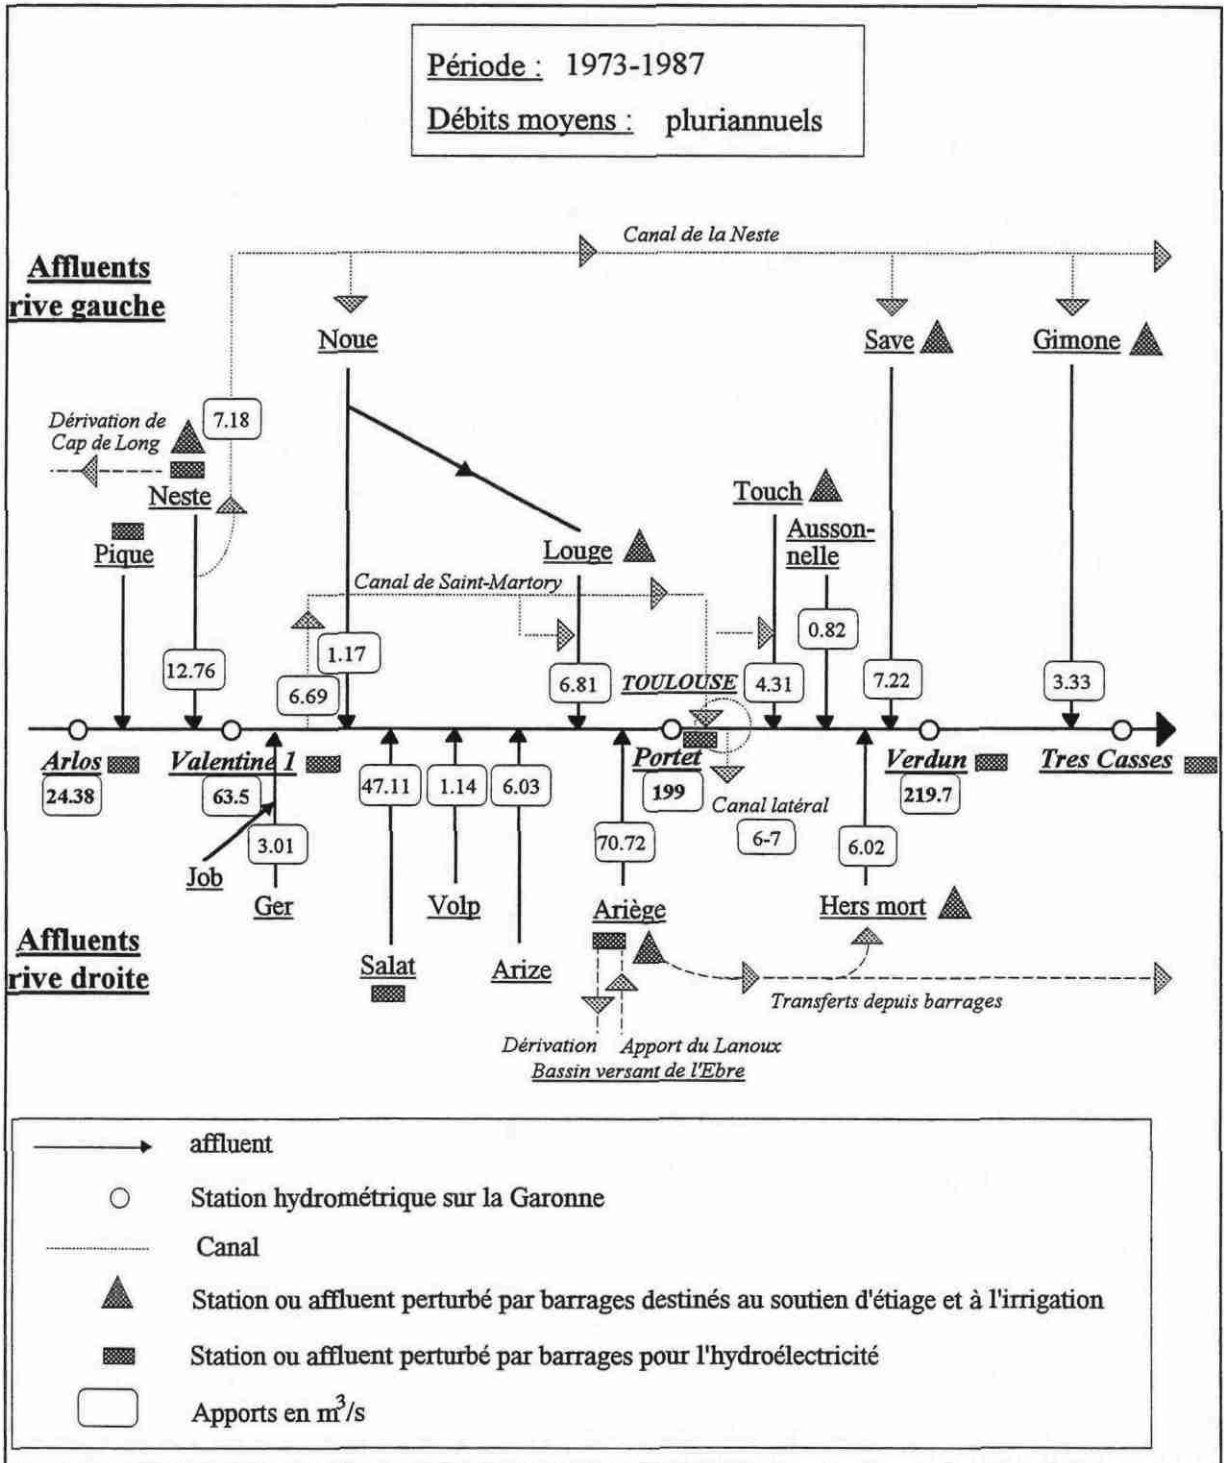 Période : 1973-1987
Débits moyens : pluriannuels
Canal de la Neste
Affluents
rive gauche
Noue
Save
Gimone
Dérivation de
Cap de Long
7.18
Neste
Touch
Pique
Louge
Ausson-
nelle
Canal de Saint-Martory
0.82
1.17
12.76
6.69
6.81
TOULOUSE
4.31
7.22
3.33
Arlos
Valentine 1
Portet
Verdun
Tres Casses
24.38
63.5
47.11
1.14
6.03
199
Canal latéral
219.7
6-7
3.01
70.72
6.02
Job
Ger
Volp
Ariège
Hers mort
Affluents
rive droite
Salat
Arize
Transferts depuis barrages
Dérivation
Apport du Lanoux
Bassin versant de l'Ebre
affluent
Station hydrométrique sur la Garonne
Canal
Station ou affluent perturbé par barrages destinés au soutien d'étiage et à l'irrigation
Station ou affluent perturbé par barrages pour l'hydroélectricité
Apports en m³/s